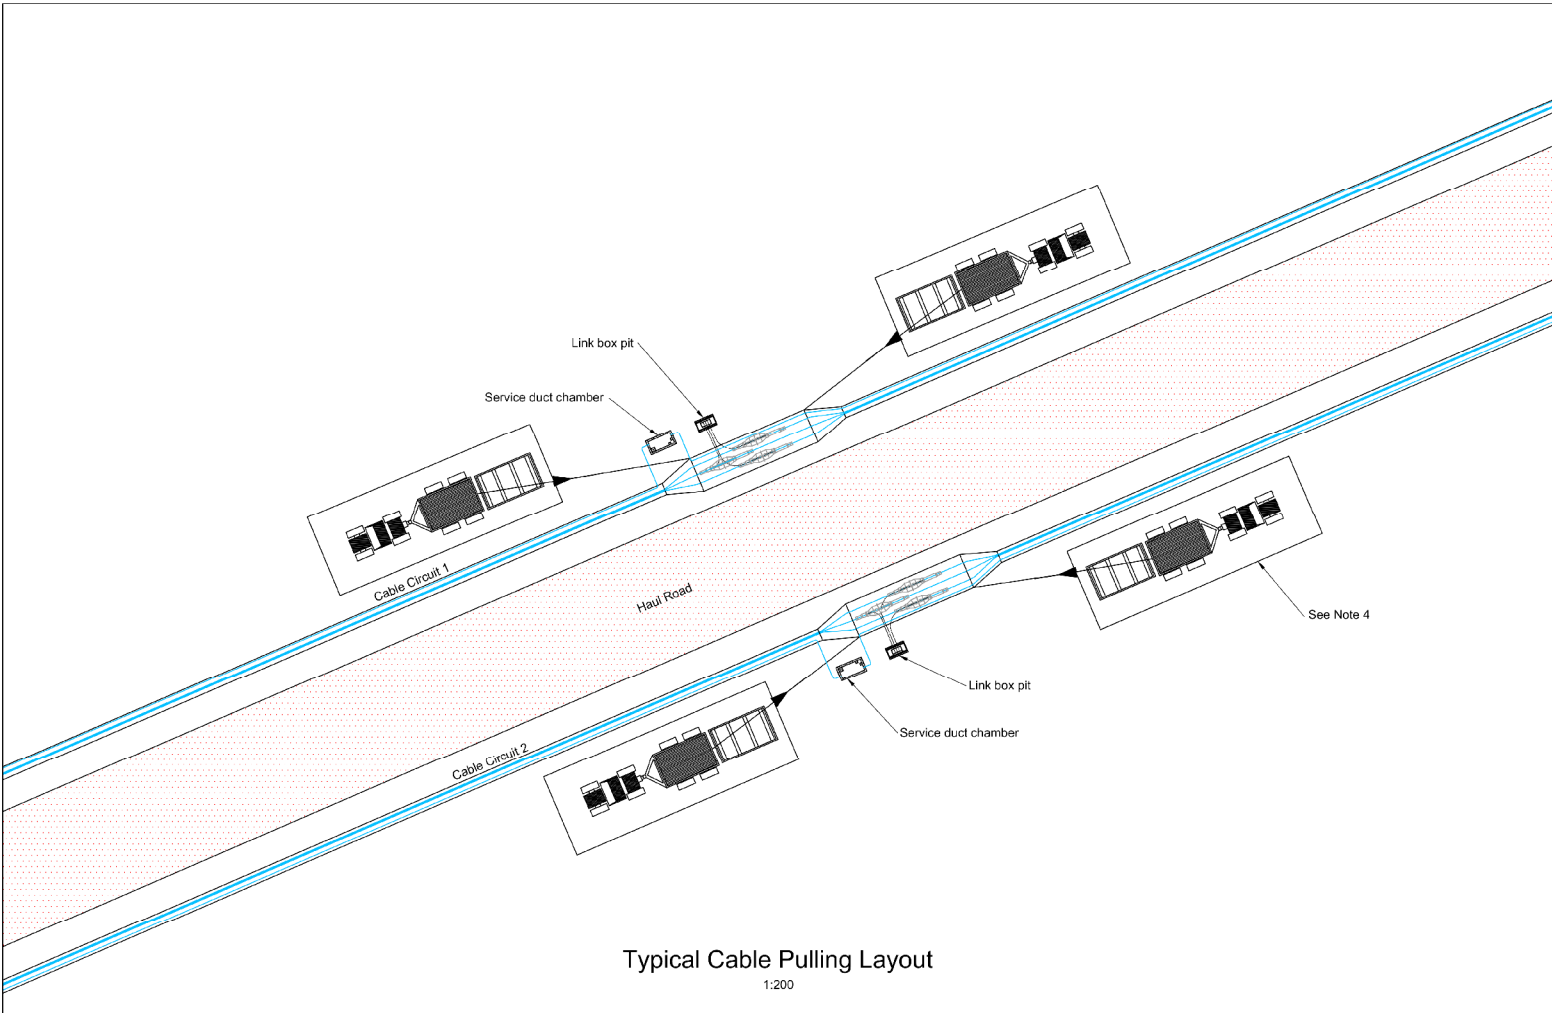 Link box pit
Service duct chamber
Cable Circuit 1
Haul Road
See Note 4
Link box pit
Service duct chamber
Cable Circuit 2
Typical Cable Pulling Layout
1:200